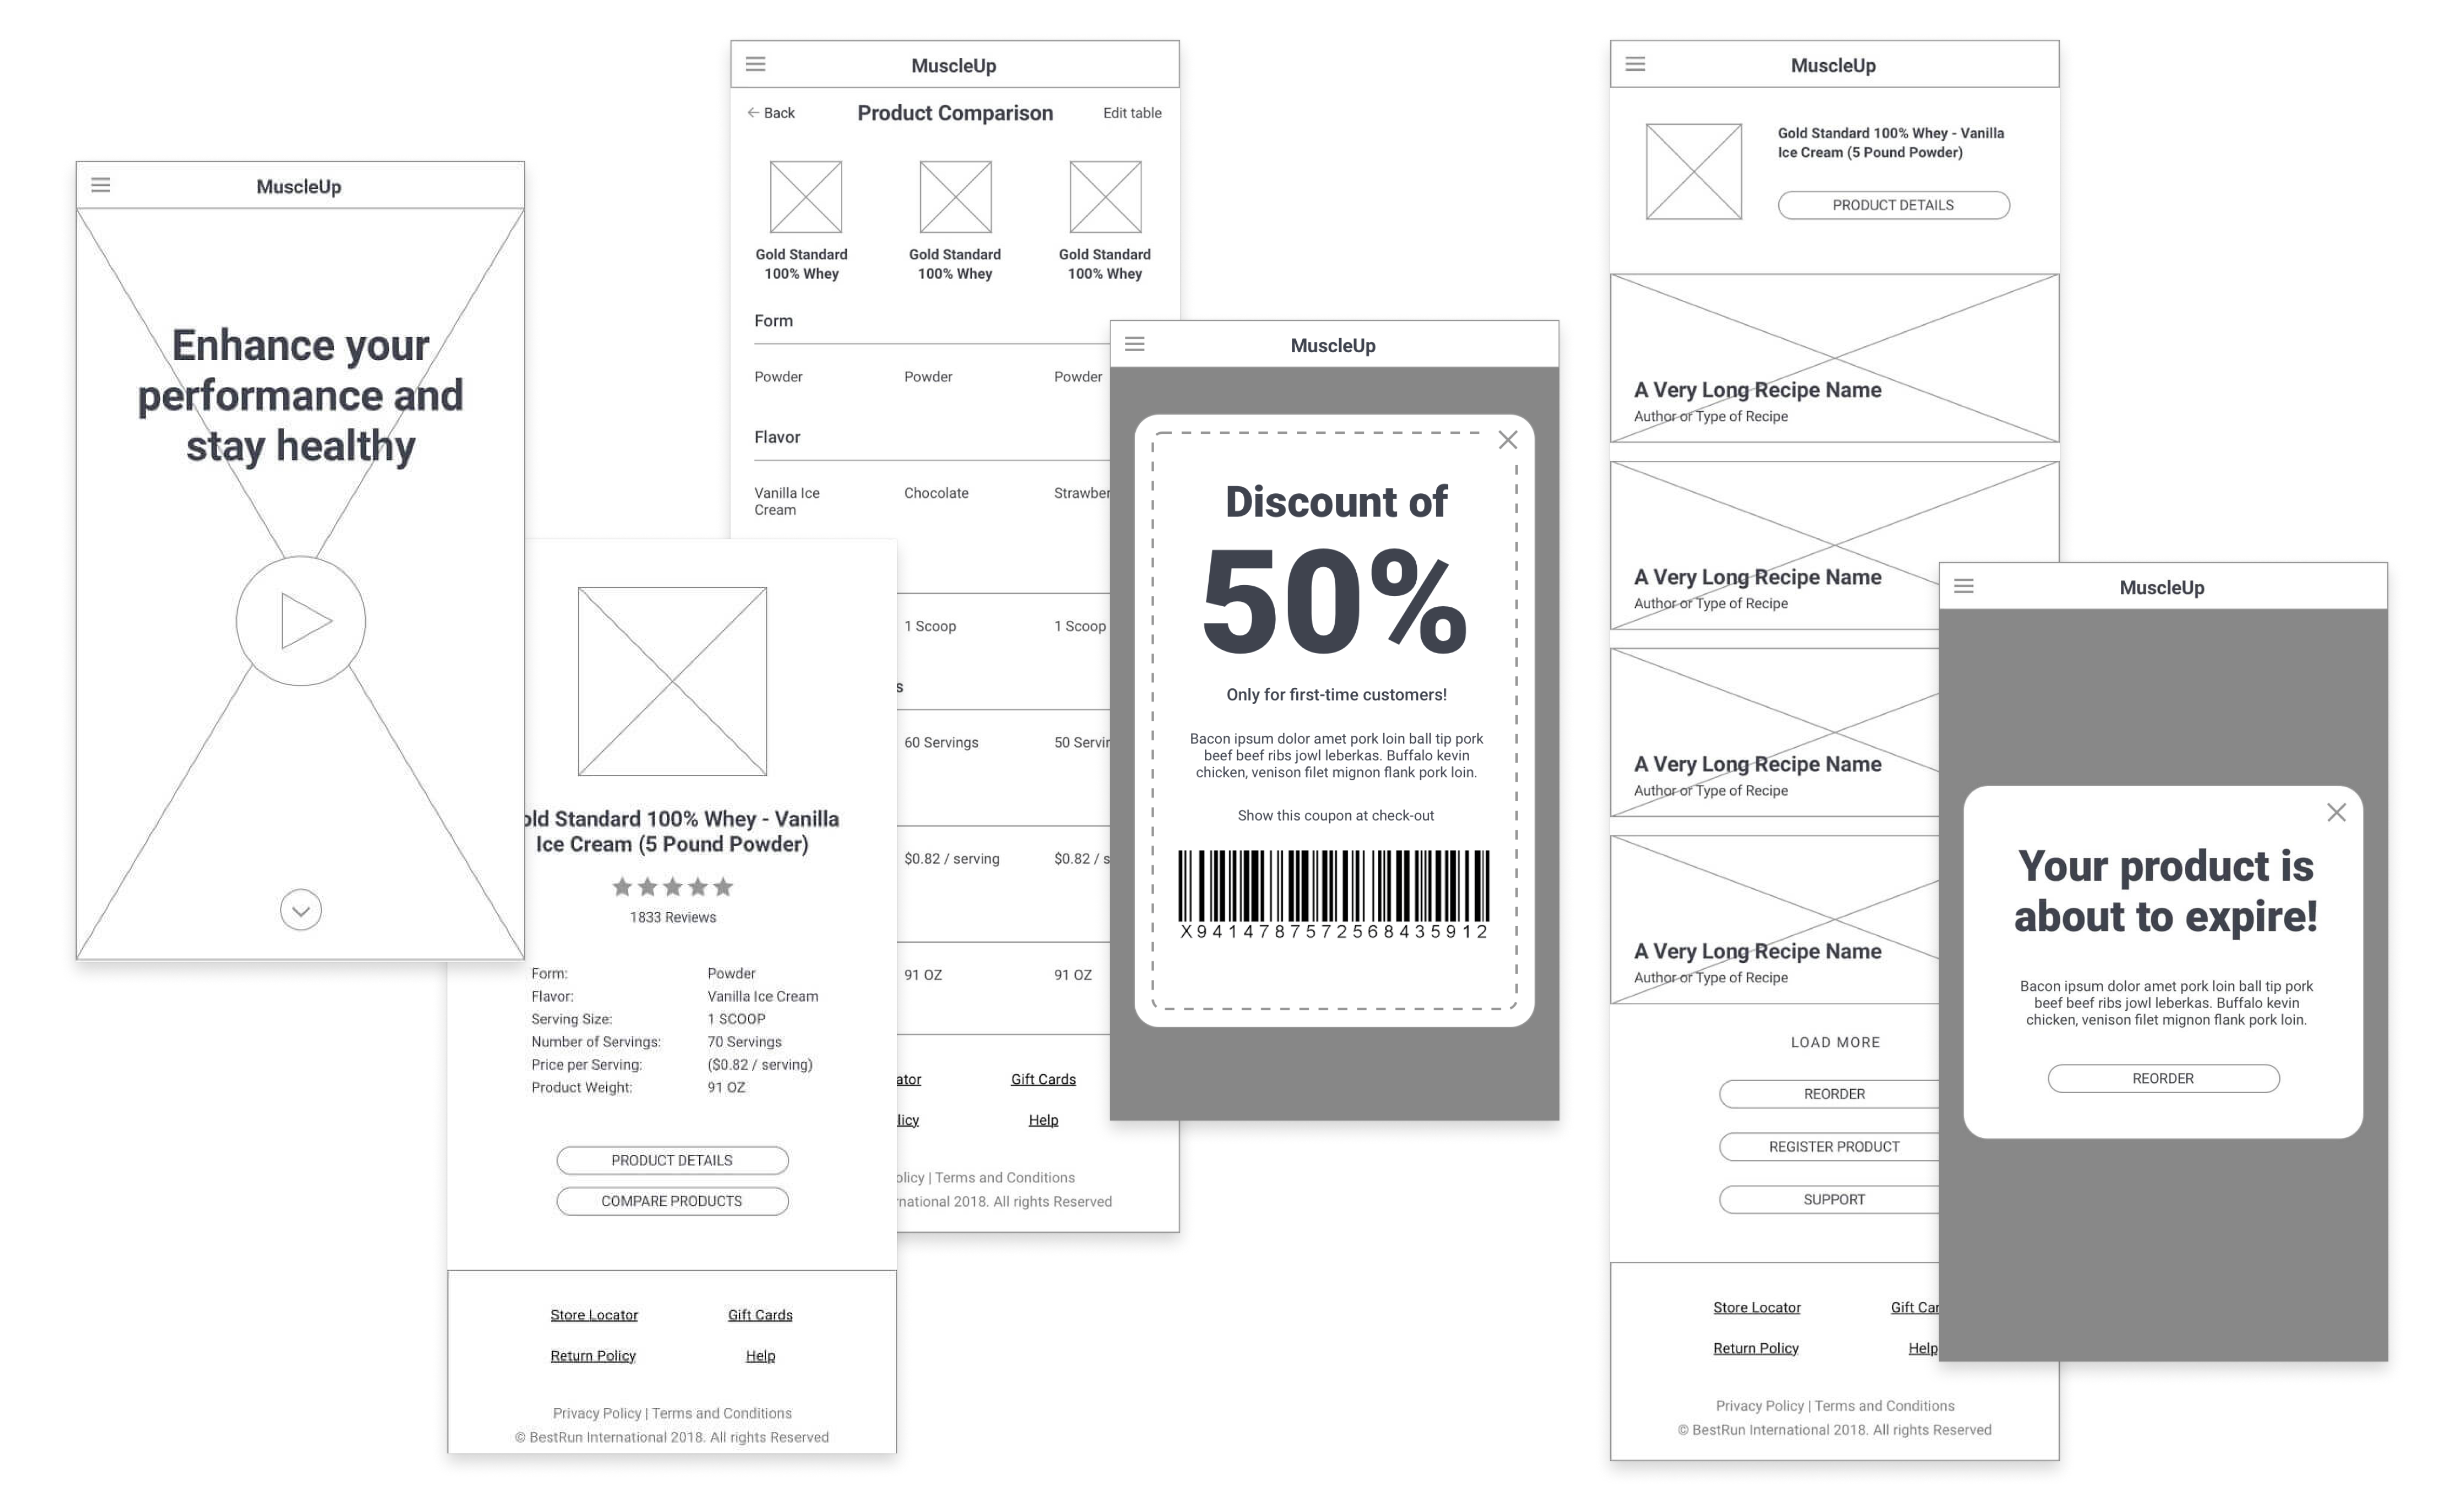 MuscleUp
Enhance your
performance and
stay healthy
Standard 100% Whey - Vanilla
Ice Cream (5 Pound Powder)
1833 Reviews
Form: Powder
Flavor: Vanilla Ice Cream
Serving Size: 1 SCOOP
Number of Servings: 70 Servings
Price per Serving: ($0.82 / serving)
Product Weight: 91 OZ
PRODUCT DETAILS
COMPARE PRODUCTS
Store Locator Gift Cards
Return Policy Help
Privacy Policy | Terms and Conditions
© BestRun International 2018. All rights Reserved
MuscleUp
Back Product Comparison Edit table
Gold Standard Gold Standard Gold Standard
100% Whey 100% Whey 100% Whey
Form
Powder Powder Powder
Flavor
Vanilla Ice Chocolate
Cream
1 Scoop 1 Scoop
60 Servings 50
$0.82 / serving $0.82 /
91 OZ 91 OZ
Gift Cards
Help
| Terms and Conditions
2018. All rights Reserved
MuscleUp
Discount of
50%
Only for first-time customers!
Bacon ipsum dolor amet pork loin ball tip pork
beef beef ribs jowl leberkas. Buffalo kevin
chicken, venison filet mignon flank pork loin.
Show this coupon at check-out
X9414787572568435912
MuscleUp
Gold Standard 100% Whey - Vanilla
Ice Cream (5 Pound Powder)
PRODUCT DETAILS
A Very Long Recipe Name
Author or Type of Recipe
A Very Long Recipe Name
Author or Type of Recipe
A Very Long Recipe Name
Author or Type of Recipe
A Very Long Recipe Name
Author or Type of Recipe
LOAD MORE
REORDER
REGISTER PRODUCT
SUPPORT
Store Locator Gift
Return Policy Help
Privacy Policy | Terms and Conditions
© BestRun International 2018. All rights Reserved
MuscleUp
Your product is
about to expire!
Bacon ipsum dolor amet pork loin ball tip pork
beef beef ribs jowl leberkas. Buffalo kevin
chicken, venison filet mignon flank pork loin.
REORDER